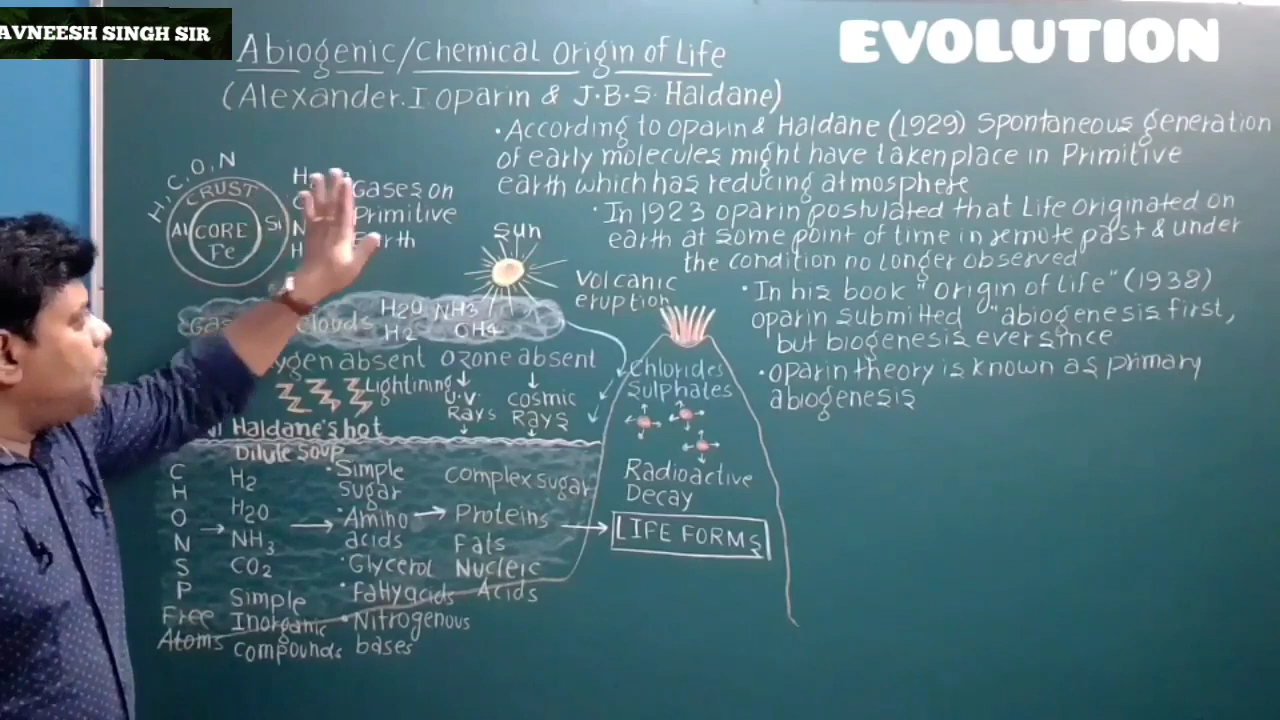 AVNEESH SINGH SIR
EVOLUTION
Abiogenic/Chemical Origin of Life
(Alexander.I.oparin & J.B.S. Haldane)
• According to oparin & Haldane (1929) Spontaneous generation
of early molecules might have taken place in Primitive
earth which has reducing atmosphere
• In 1923 oparin postulated that Life originated on
earth at some point of time in remote past & under
the condition no longer observed
• In his book "origin of life" (1938)
oparin submitted "abiogenesis first,
but biogenesis ever since
• oparin theory is known as primary
abiogenesis
H, C, O, N
CRUST
Al CORE Si
Fe
Gases on
Primitive
Earth
Sun
Volcanic
eruption
clouds H2O NH3
H2 CH4
absent ozone absent
Lightining U.V. Rays
cosmic Rays
Haldane's hot
Dilute Soup
Chlorides
Sulphates
Radioactive
Decay
LIFE FORMS
C
H
O
N
S
P
Free
Atoms
→
H2
H2O
NH3
CO2
Simple
Inorganic
compounds
→
• Simple
sugar
• Amino
acids
• Glycerol
• Fattyacids
• Nitrogenous
bases
→
complex sugar
Proteins
Fats
Nucleic
Acids
→